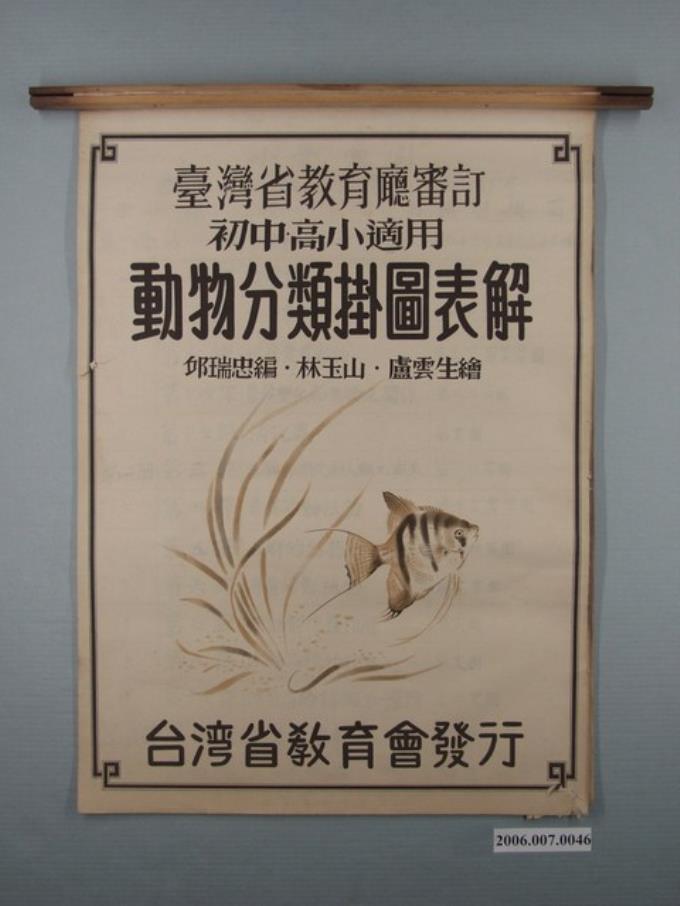 臺灣省教育廳審訂
初中·高小適用
動物分類掛圖表解
邱瑞忠編·林玉山·盧雲生繪
台湾省教育會發行
2006.007.0046